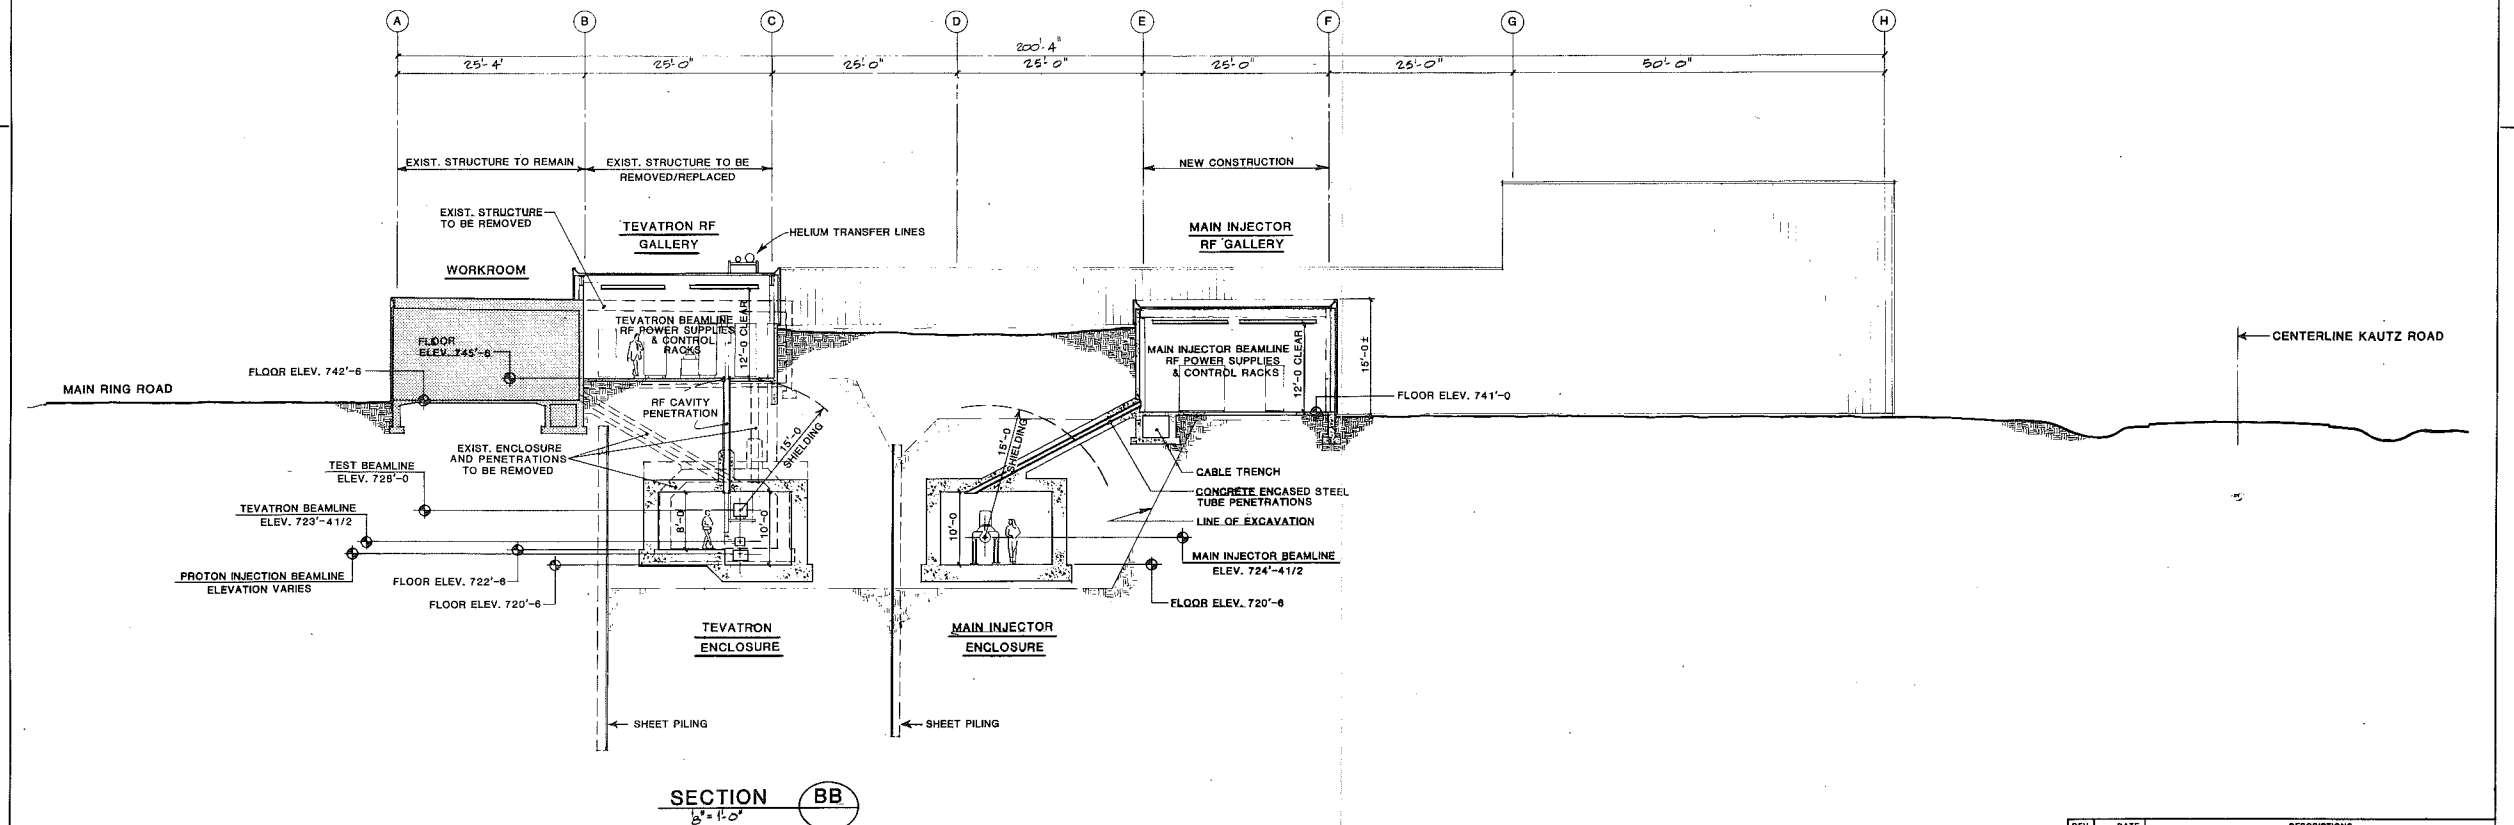 A B C D E F G H
200'-4"
25'-4" 25'-0" 25'-0" 25'-0" 25'-0" 25'-0" 50'-0"
EXIST. STRUCTURE TO REMAIN
EXIST. STRUCTURE TO BE
REMOVED/REPLACED
NEW CONSTRUCTION
EXIST. STRUCTURE
TO BE REMOVED
TEVATRON RF
GALLERY
HELIUM TRANSFER LINES
MAIN INJECTOR
RF GALLERY
WORKROOM
TEVATRON BEAMLINE
RF POWER SUPPLIES
& CONTROL
RACKS
12'-0 CLEAR
FLOOR
ELEV. 745'-6
FLOOR ELEV. 742'-6
MAIN RING ROAD
MAIN INJECTOR BEAMLINE
RF POWER SUPPLIES
& CONTROL RACKS
12'-0 CLEAR
15'-0±
CENTERLINE KAUTZ ROAD
FLOOR ELEV. 741'-0
RF CAVITY
PENETRATION
15'-0
SHIELDING
15'-0
SHIELDING
EXIST. ENCLOSURE
AND PENETRATIONS
TO BE REMOVED
TEST BEAMLINE
ELEV. 728'-0
CABLE TRENCH
CONCRETE ENCASED STEEL
TUBE PENETRATIONS
LINE OF EXCAVATION
TEVATRON BEAMLINE
ELEV. 723'-41/2
8'-0
10'-0
10'-0
MAIN INJECTOR BEAMLINE
ELEV. 724'-41/2
PROTON INJECTION BEAMLINE
ELEVATION VARIES
FLOOR ELEV. 722'-6
FLOOR ELEV. 720'-6
FLOOR ELEV. 720'-6
TEVATRON
ENCLOSURE
MAIN INJECTOR
ENCLOSURE
SHEET PILING
SHEET PILING
SECTION BB
1/8"=1'-0"
REV. DATE DESCRIPTIONS